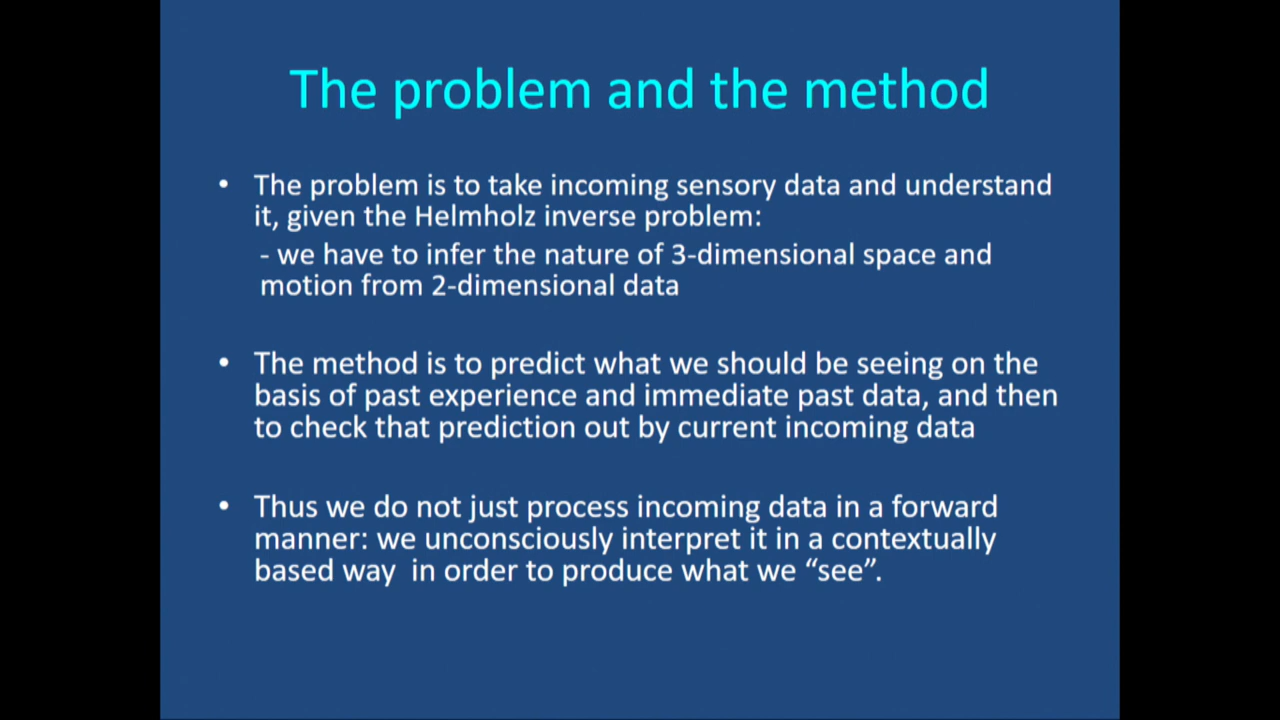 The problem and the method
• The problem is to take incoming sensory data and understand
it, given the Helmholz inverse problem:
- we have to infer the nature of 3-dimensional space and
motion from 2-dimensional data
• The method is to predict what we should be seeing on the
basis of past experience and immediate past data, and then
to check that prediction out by current incoming data
• Thus we do not just process incoming data in a forward
manner: we unconsciously interpret it in a contextually
based way  in order to produce what we “see”.